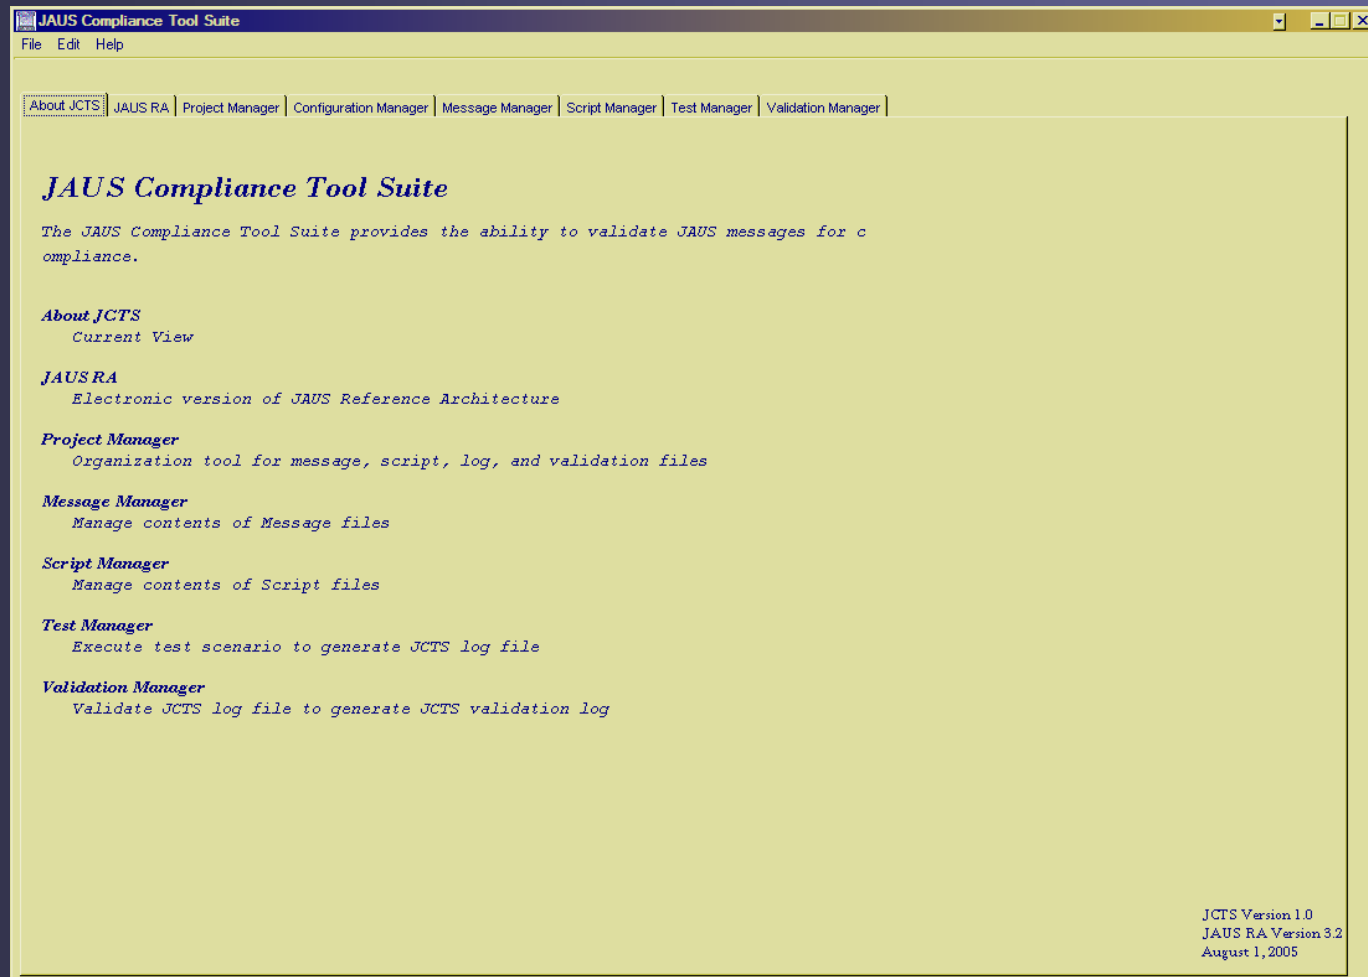 JAUS Compliance Tool Suite
File Edit Help
About JCTS JAUS RA Project Manager Configuration Manager Message Manager Script Manager Test Manager Validation Manager
JAUS Compliance Tool Suite
The JAUS Compliance Tool Suite provides the ability to validate JAUS messages for c
ompliance.
About JCTS
Current View
JAUS RA
Electronic version of JAUS Reference Architecture
Project Manager
Organization tool for message, script, log, and validation files
Message Manager
Manage contents of Message files
Script Manager
Manage contents of Script files
Test Manager
Execute test scenario to generate JCTS log file
Validation Manager
Validate JCTS log file to generate JCTS validation log
JCTS Version 1.0
JAUS RA Version 3.2
August 1, 2005